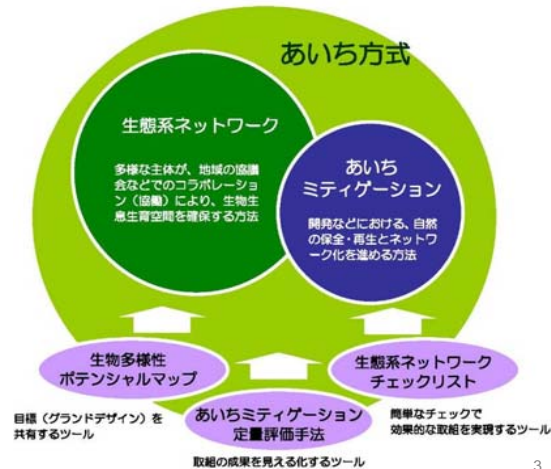 あいち方式
生態系ネットワーク
多様な主体が、地域の協議
会などでのコラボレーショ
ン（協働）により、生物生
息生育空間を確保する方法
あいち
ミティゲーション
開発などにおける、自然
の保全・再生とネットワ
ーク化を進める方法
生物多様性
ポテンシャルマップ
目標（グランドデザイン）を
共有するツール
あいちミティゲーション
定量評価手法
取組の成果を見える化するツール
生態系ネットワーク
チェックリスト
簡単なチェックで
効果的な取組を実現するツール
3